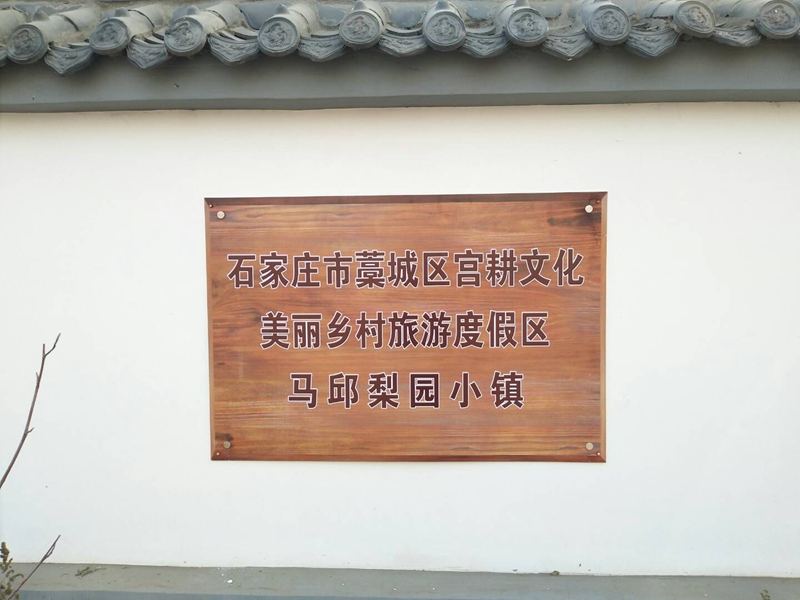 石家庄市藁城区宫耕文化
美丽乡村旅游度假区
马邱梨园小镇